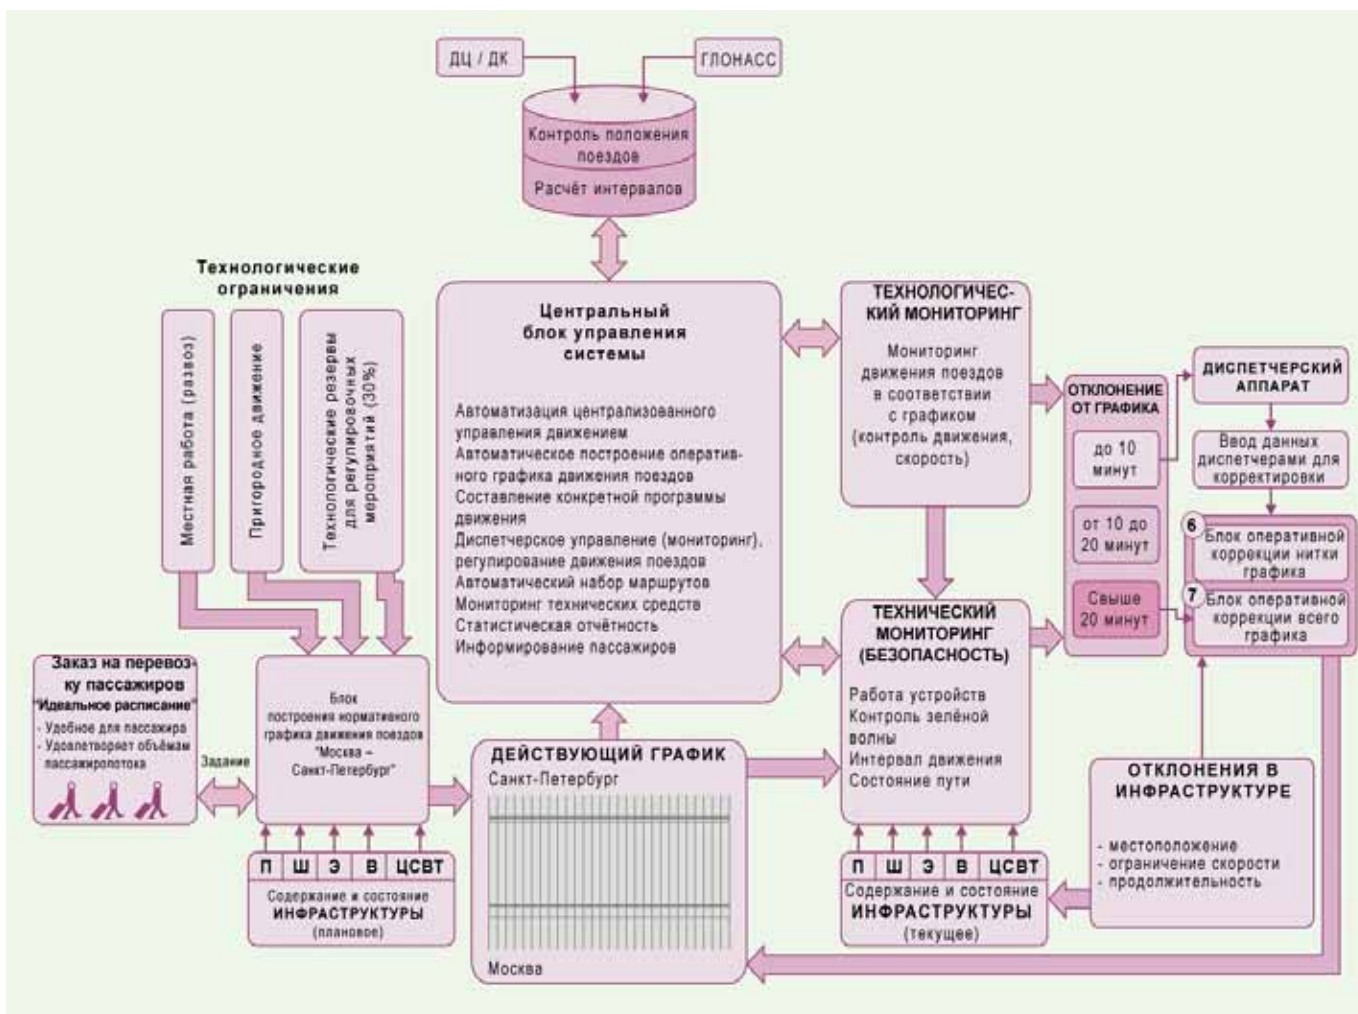 ДЦ / ДК
ГЛОНАСС
Контроль положения
поездов
Расчёт интервалов
Технологические
ограничения
Местная работа (развоз)
Пригородное движение
Технологические резервы
для регулировочных
мероприятий (30%)
Центральный
блок управления
системы
Автоматизация централизованного
управления движением
Автоматическое построение оператив-
ного графика движения поездов
Составление конкретной программы
движения
Диспетчерское управление (мониторинг),
регулирование движения поездов
Автоматический набор маршрутов
Мониторинг технических средств
Статистическая отчётность
Информирование пассажиров
ТЕХНОЛОГИЧЕС-
КИЙ МОНИТОРИНГ
Мониторинг
движения поездов
в соответствии
с графиком
(контроль движения,
скорость)
ОТКЛОНЕНИЕ
ОТ ГРАФИКА
до 10
минут
от 10 до
20 минут
Свыше
20 минут
ДИСПЕТЧЕРСКИЙ
АППАРАТ
Ввод данных
диспетчерами для
корректировки
6
Блок оперативной
коррекции нитки
графика
7
Блок оперативной
коррекции всего
графика
ТЕХНИЧЕСКИЙ
МОНИТОРИНГ
(БЕЗОПАСНОСТЬ)
Работа устройств
Контроль зелёной
волны
Интервал движения
Состояние пути
Заказ на перевоз-
ку пассажиров
"Идеальное расписание"
- Удобное для пассажира
- Удовлетворяет объёмам
пассажиропотока
Задание
Блок
построения нормативного
графика движения поездов
"Москва –
Санкт-Петербург"
П Ш Э В ЦСВТ
Содержание и состояние
ИНФРАСТРУКТУРЫ
(плановое)
ДЕЙСТВУЮЩИЙ ГРАФИК
Санкт-Петербург
Москва
П Ш Э В ЦСВТ
Содержание и состояние
ИНФРАСТРУКТУРЫ
(текущее)
ОТКЛОНЕНИЯ В
ИНФРАСТРУКТУРЕ
- местоположение
- ограничение скорости
- продолжительность